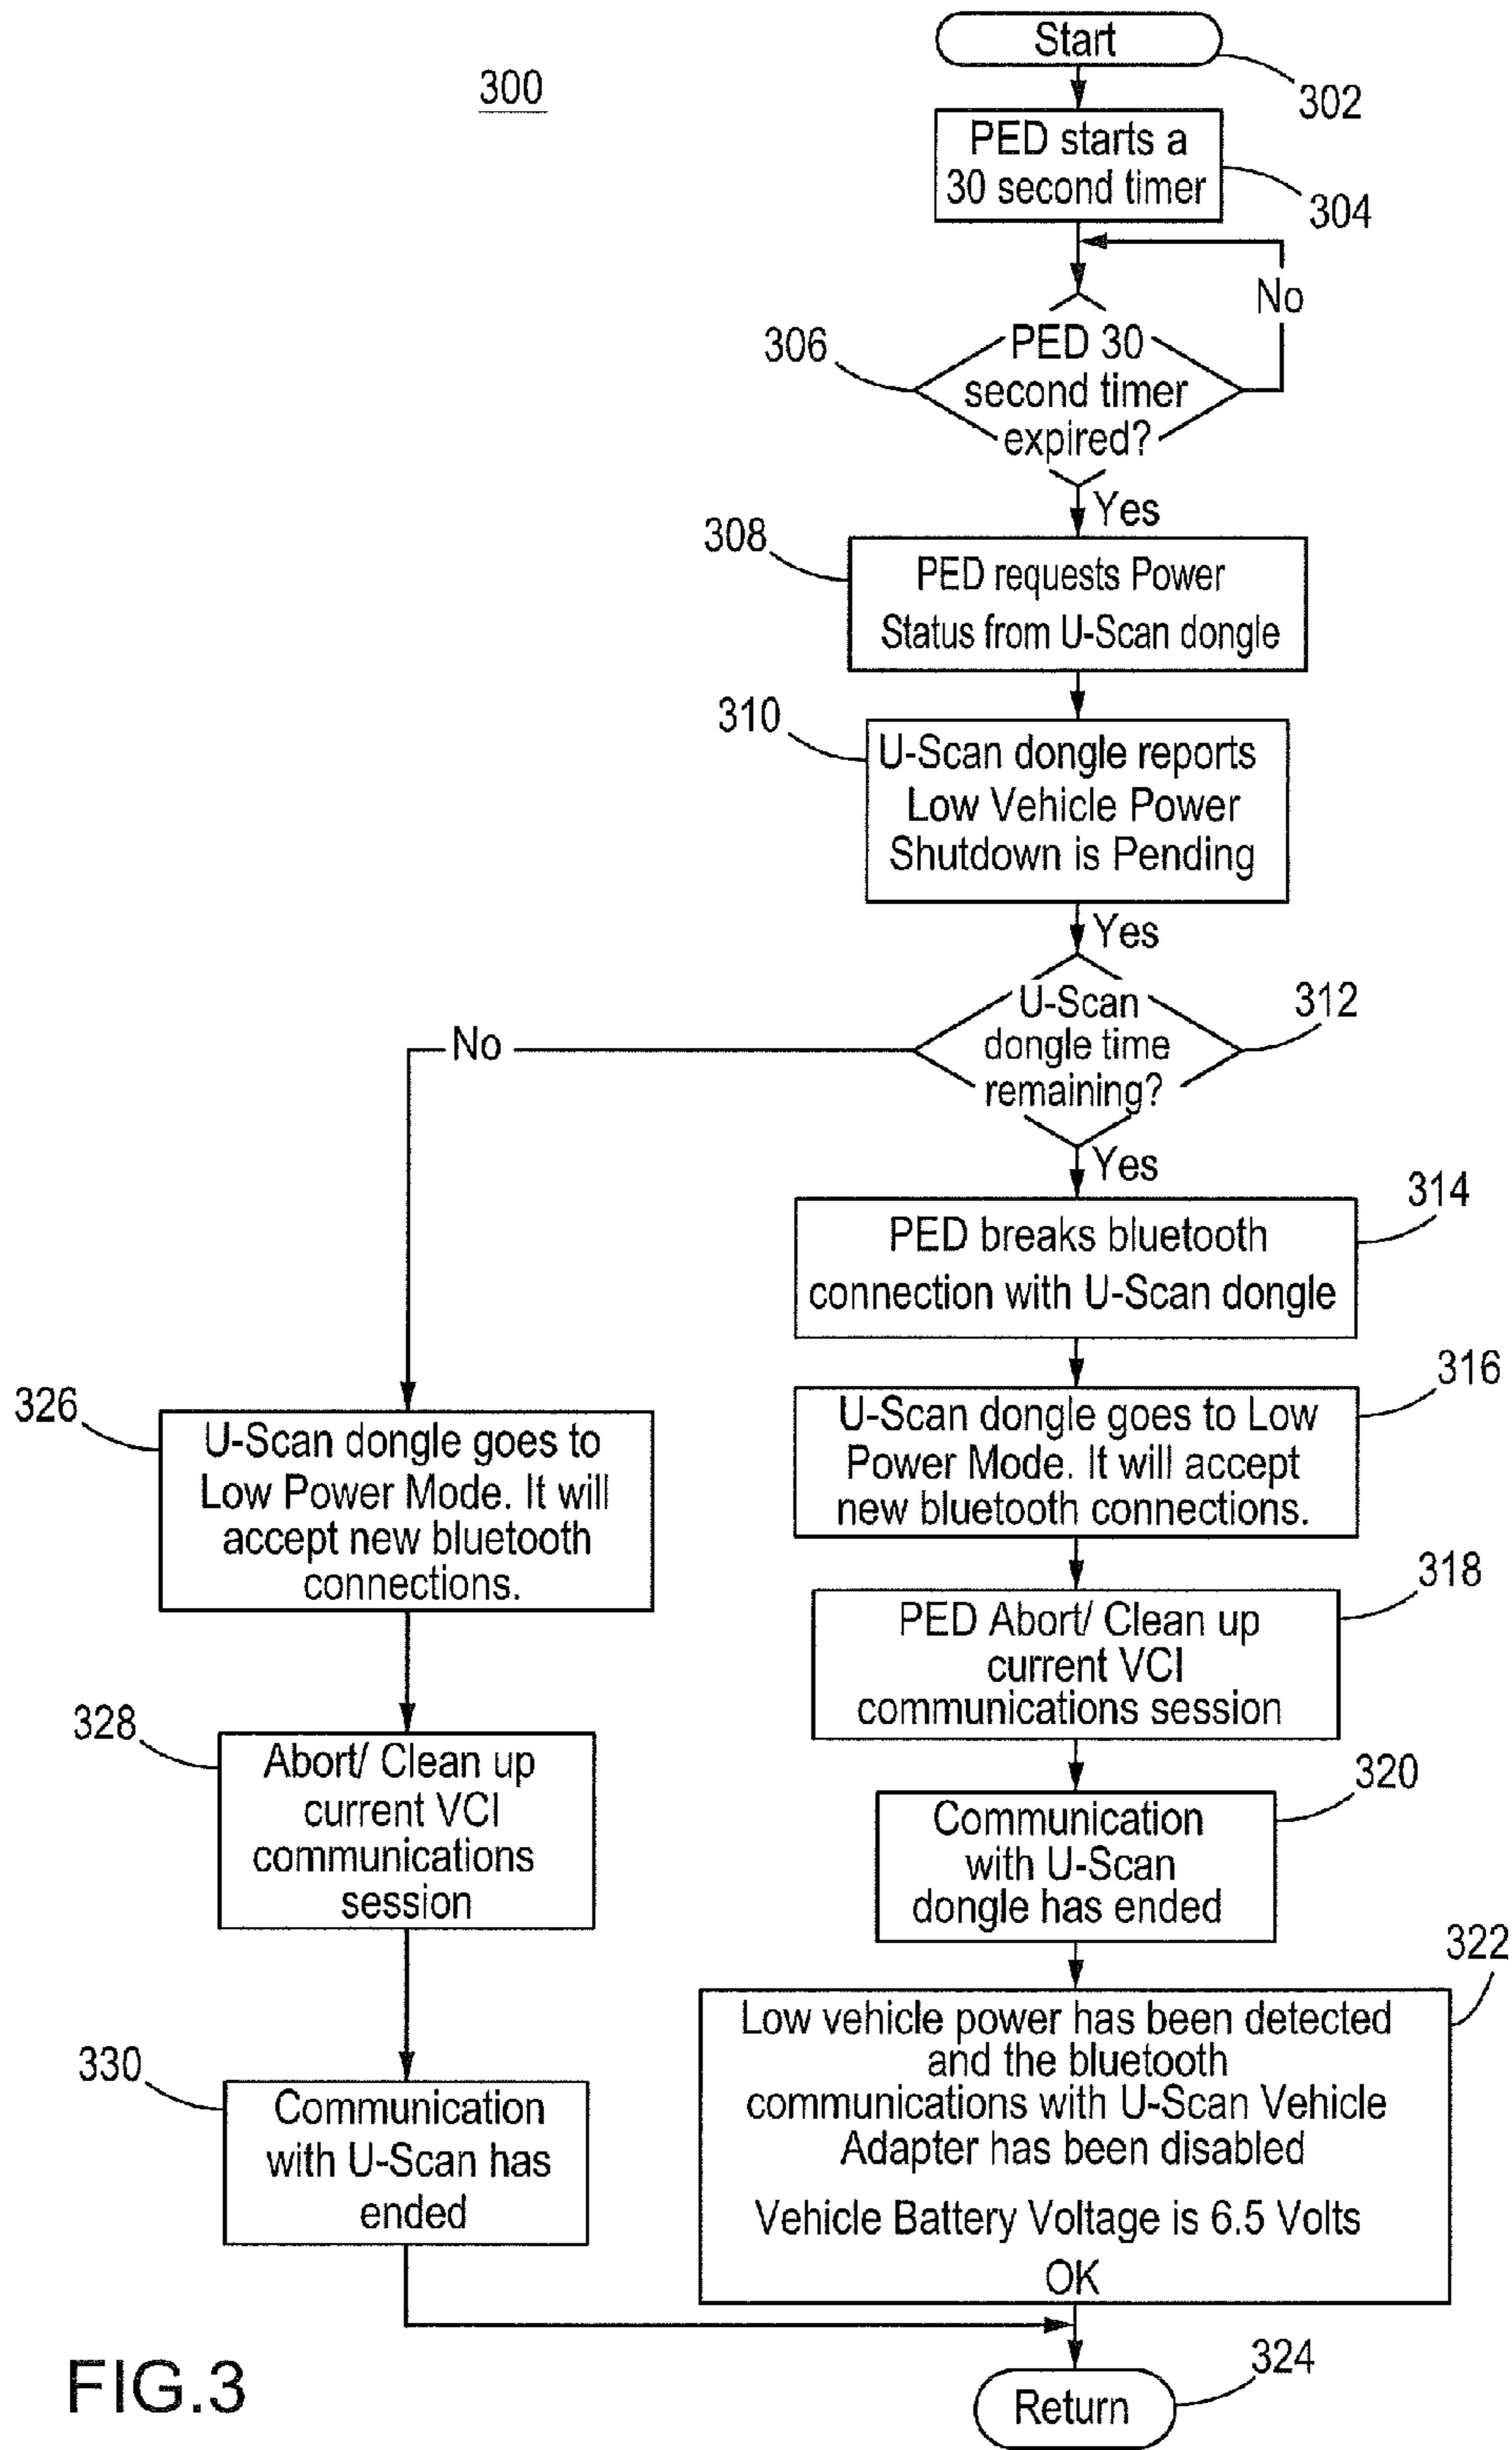 300
Start
302
PED starts a
30 second timer
304
No
306
PED 30
second timer
expired?
Yes
308
PED requests Power
Status from U-Scan dongle
310
U-Scan dongle reports
Low Vehicle Power
Shutdown is Pending
Yes
312
U-Scan
dongle time
remaining?
No
Yes
314
PED breaks bluetooth
connection with U-Scan dongle
316
U-Scan dongle goes to Low
Power Mode. It will accept
new bluetooth connections.
326
U-Scan dongle goes to
Low Power Mode. It will
accept new bluetooth
connections.
318
PED Abort/ Clean up
current VCI
communications session
328
Abort/ Clean up
current VCI
communications
session
320
Communication
with U-Scan
dongle has ended
322
Low vehicle power has been detected
and the bluetooth
communications with U-Scan Vehicle
Adapter has been disabled
Vehicle Battery Voltage is 6.5 Volts
OK
330
Communication
with U-Scan has
ended
324
Return
FIG.3